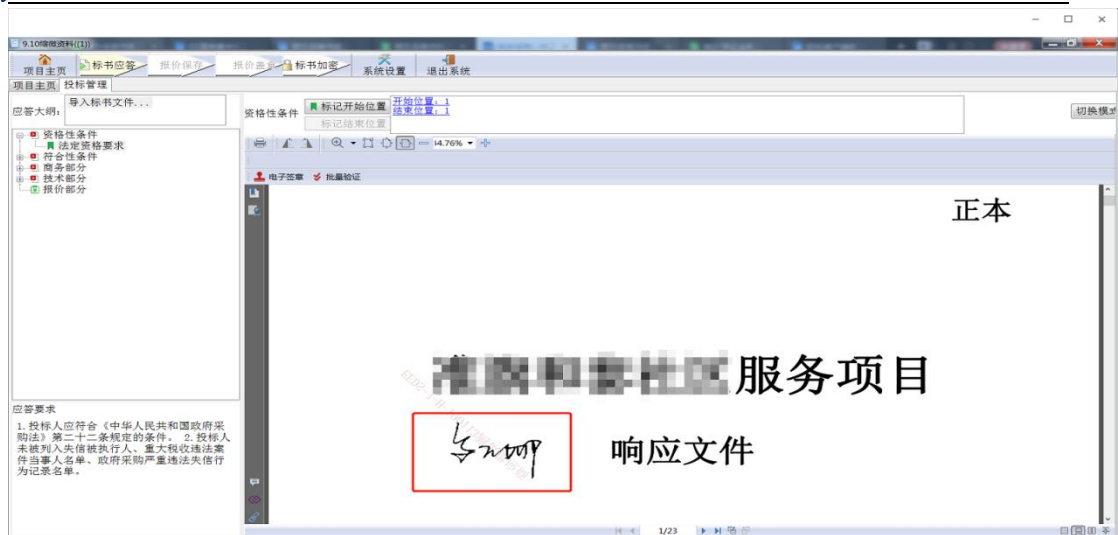 9.10缩微资料((1))
项目主页 标书应答 报价保存 报价盖章 标书加密 系统设置 退出系统
项目主页 投标管理
应答大纲:
导入标书文件...
资格性条件
法定资格要求
符合性条件
商务部分
技术部分
报价部分
应答要求
1.投标人应符合《中华人民共和国政府采
购法》第二十二条规定的条件。 2.投标人
未被列入失信被执行人、重大税收违法案
件当事人名单、政府采购严重违法失信行
为记录名单。
资格性条件
标记开始位置
标记结束位置
开始位置:1
结束位置:1
切换模式
14.76%
电子签章 批量验证
正本
服务项目
响应文件
1/23